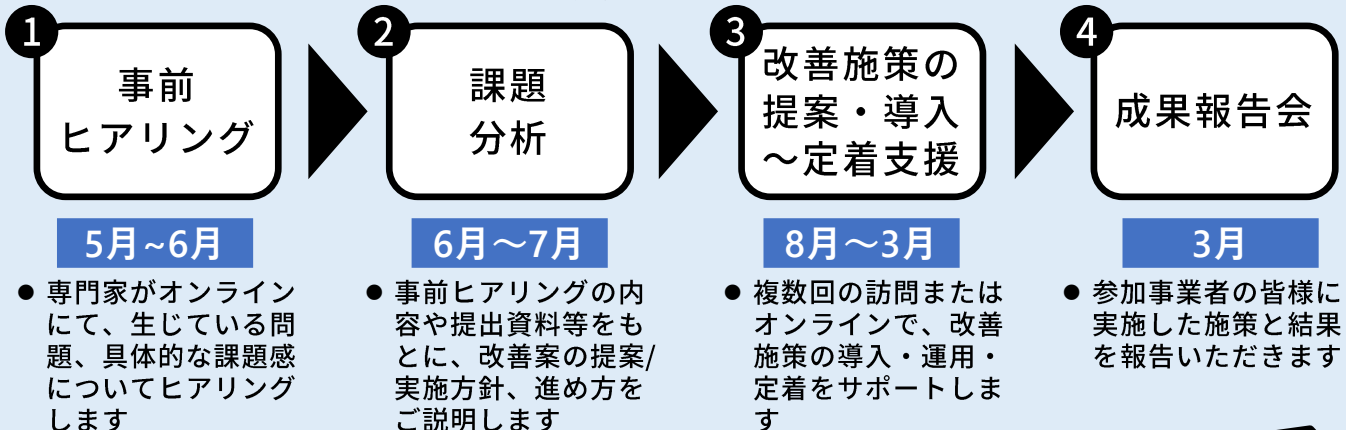 1
事前
ヒアリング
5月~6月
● 専門家がオンライン
にて、生じている問
題、具体的な課題感
についてヒアリング
します
2
課題
分析
6月～7月
● 事前ヒアリングの内
容や提出資料等をも
とに、改善案の提案/
実施方針、進め方を
ご説明します
3
改善施策の
提案・導入
～定着支援
8月～3月
● 複数回の訪問または
オンラインで、改善
施策の導入・運用・
定着をサポートしま
す
4
成果報告会
3月
● 参加事業者の皆様に
実施した施策と結果
を報告いただきます